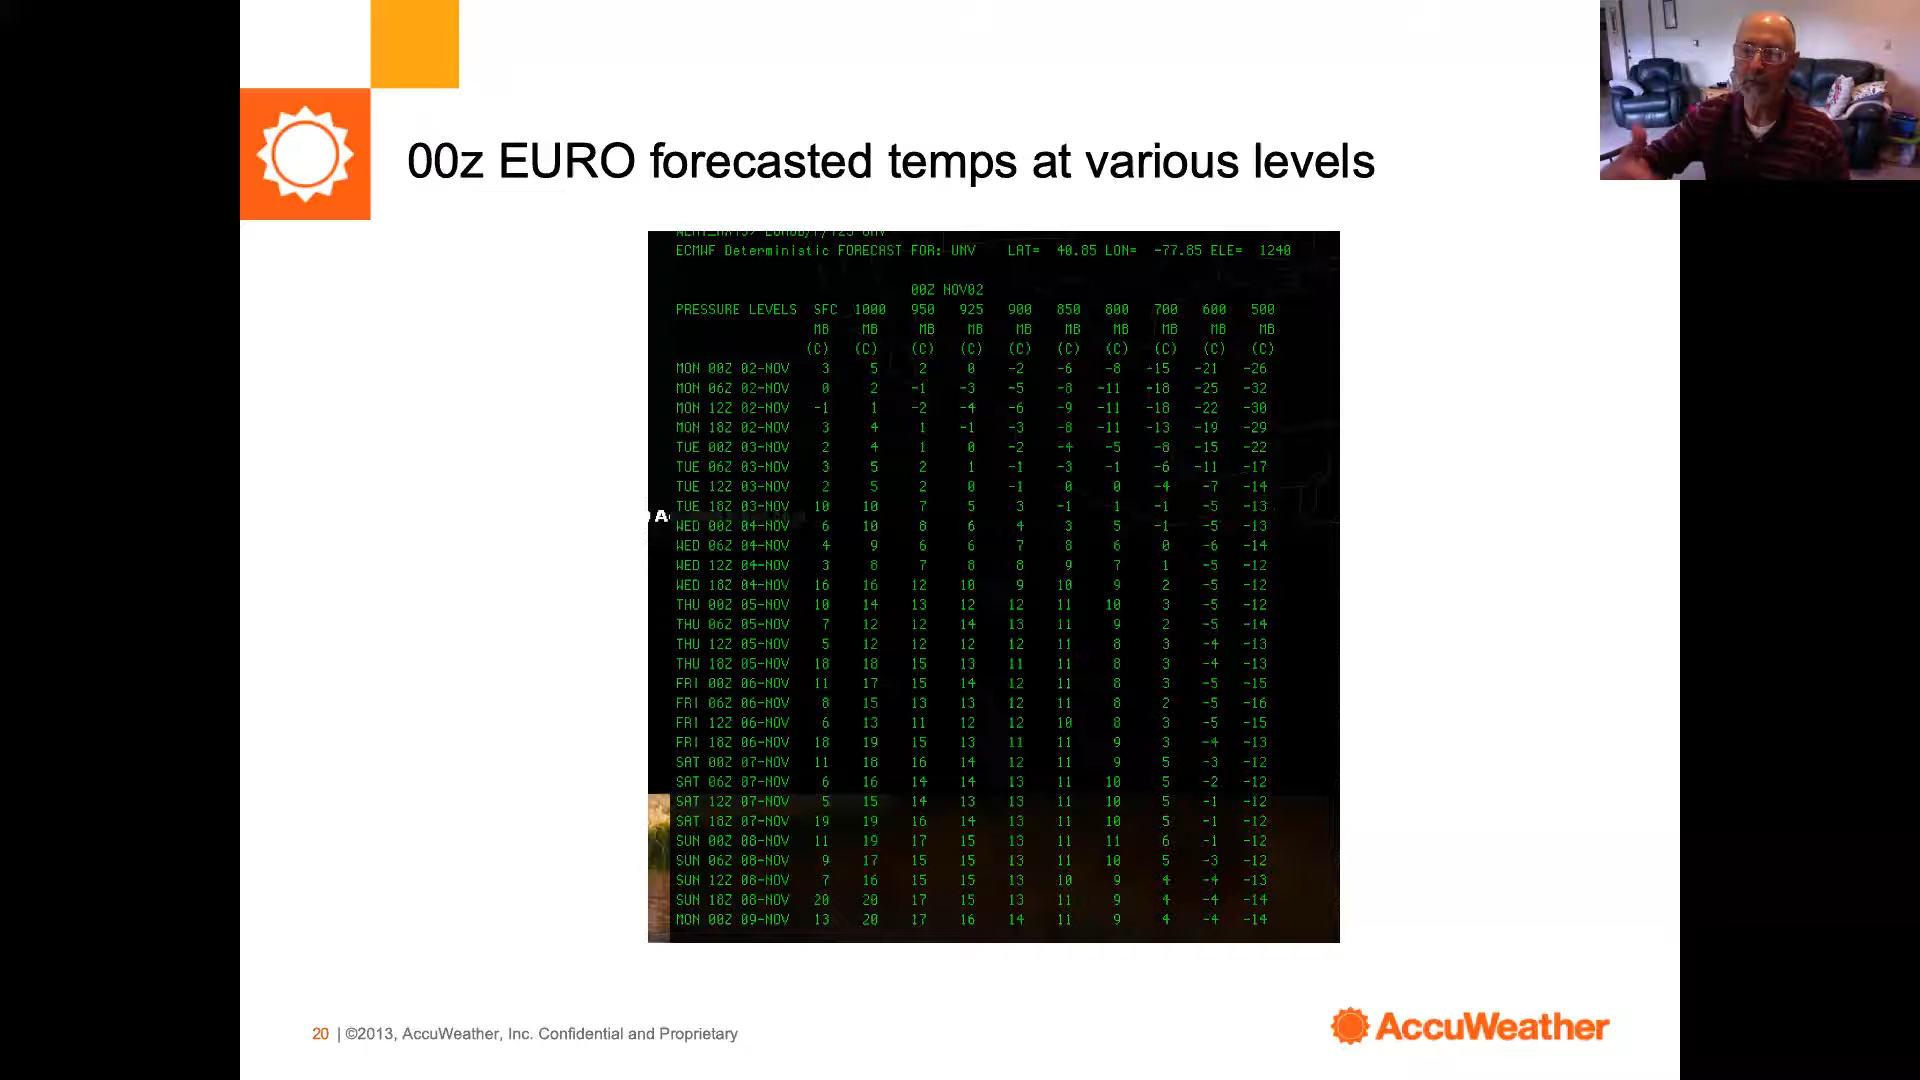 00z EURO forecasted temps at various levels
ECMWF Deterministic FORECAST FOR: UNV LAT= 40.85 LON= -77.85 ELE= 1240
00Z NOV02
PRESSURE LEVELS SFC 1000 950 925 900 850 800 700 600 500
MB MB MB MB MB MB MB MB MB MB
(C) (C) (C) (C) (C) (C) (C) (C) (C) (C)
MON 00Z 02-NOV 3 5 2 0 -2 -6 -8 -15 -21 -26
MON 06Z 02-NOV 0 2 -1 -3 -5 -8 -11 -18 -25 -32
MON 12Z 02-NOV -1 1 -2 -4 -6 -9 -11 -18 -22 -30
MON 18Z 02-NOV 3 4 1 -1 -3 -8 -11 -13 -19 -29
TUE 00Z 03-NOV 2 4 1 0 -2 -4 -5 -8 -15 -22
TUE 06Z 03-NOV 3 5 2 1 -1 -3 -1 -6 -11 -17
TUE 12Z 03-NOV 2 5 2 0 -1 0 0 -4 -7 -14
TUE 18Z 03-NOV 10 10 7 5 3 -1 1 -1 -5 -13
WED 00Z 04-NOV 6 10 8 6 4 3 5 -1 -5 -13
WED 06Z 04-NOV 4 9 6 6 7 8 6 0 -6 -14
WED 12Z 04-NOV 3 8 7 8 8 9 7 1 -5 -12
WED 18Z 04-NOV 16 16 12 10 9 10 9 2 -5 -12
THU 00Z 05-NOV 10 14 13 12 12 11 10 3 -5 -12
THU 06Z 05-NOV 7 12 12 14 13 11 9 2 -5 -14
THU 12Z 05-NOV 5 12 12 12 12 11 8 3 -4 -13
THU 18Z 05-NOV 18 18 15 13 11 11 8 3 -4 -13
FRI 00Z 06-NOV 11 17 15 14 12 11 8 3 -5 -15
FRI 06Z 06-NOV 8 15 13 13 12 11 8 2 -5 -16
FRI 12Z 06-NOV 6 13 11 12 12 10 8 3 -5 -15
FRI 18Z 06-NOV 18 19 15 13 11 11 9 3 -4 -13
SAT 00Z 07-NOV 11 18 16 14 12 11 9 5 -3 -12
SAT 06Z 07-NOV 6 16 14 14 13 11 10 5 -2 -12
SAT 12Z 07-NOV 5 15 14 13 13 11 10 5 -1 -12
SAT 18Z 07-NOV 19 19 16 14 13 11 10 5 -1 -12
SUN 00Z 08-NOV 11 19 17 15 13 11 11 6 -1 -12
SUN 06Z 08-NOV 9 17 15 15 13 11 10 5 -3 -12
SUN 12Z 08-NOV 7 16 15 15 13 10 9 4 -4 -13
SUN 18Z 08-NOV 20 20 17 15 13 11 9 4 -4 -14
MON 00Z 09-NOV 13 20 17 16 14 11 9 4 -4 -14
20 | ©2013, AccuWeather, Inc. Confidential and Proprietary
AccuWeather